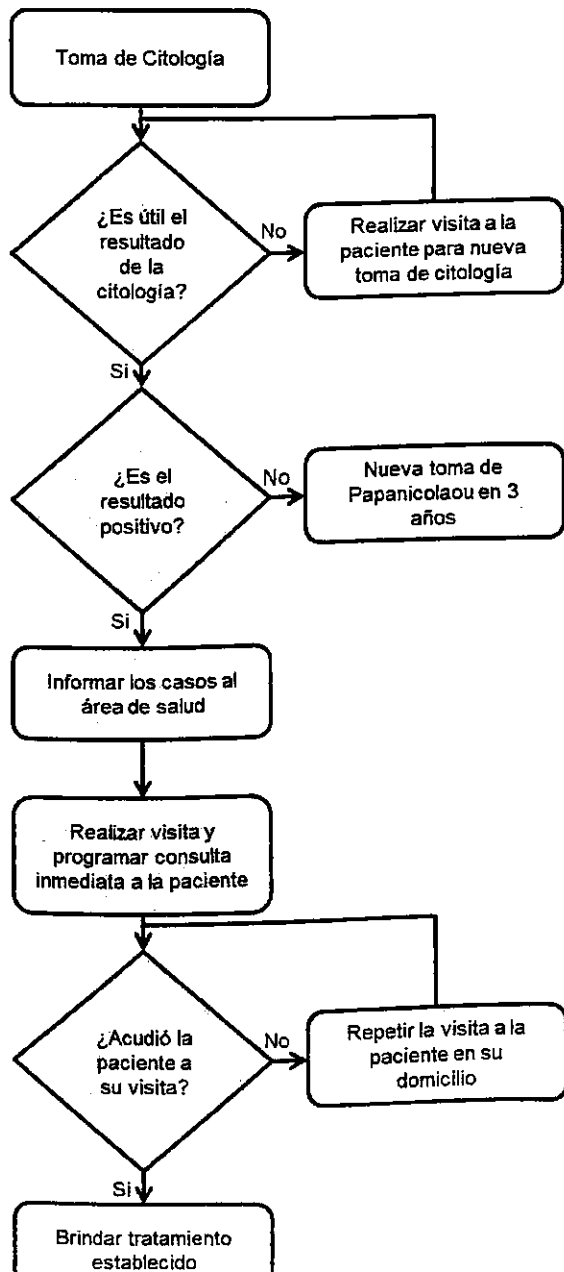 Toma de Citología
¿Es útil el
resultado
de la
citología?
No
Realizar visita a la
paciente para nueva
toma de citología
Si
¿Es el
resultado
positivo?
No
Nueva toma de
Papanicolaou en 3
años
Si
Informar los casos al
área de salud
Realizar visita y
programar consulta
inmediata a la paciente
¿Acudió la
paciente a
su visita?
No
Repetir la visita a la
paciente en su
domicilio
Si
Brindar tratamiento
establecido